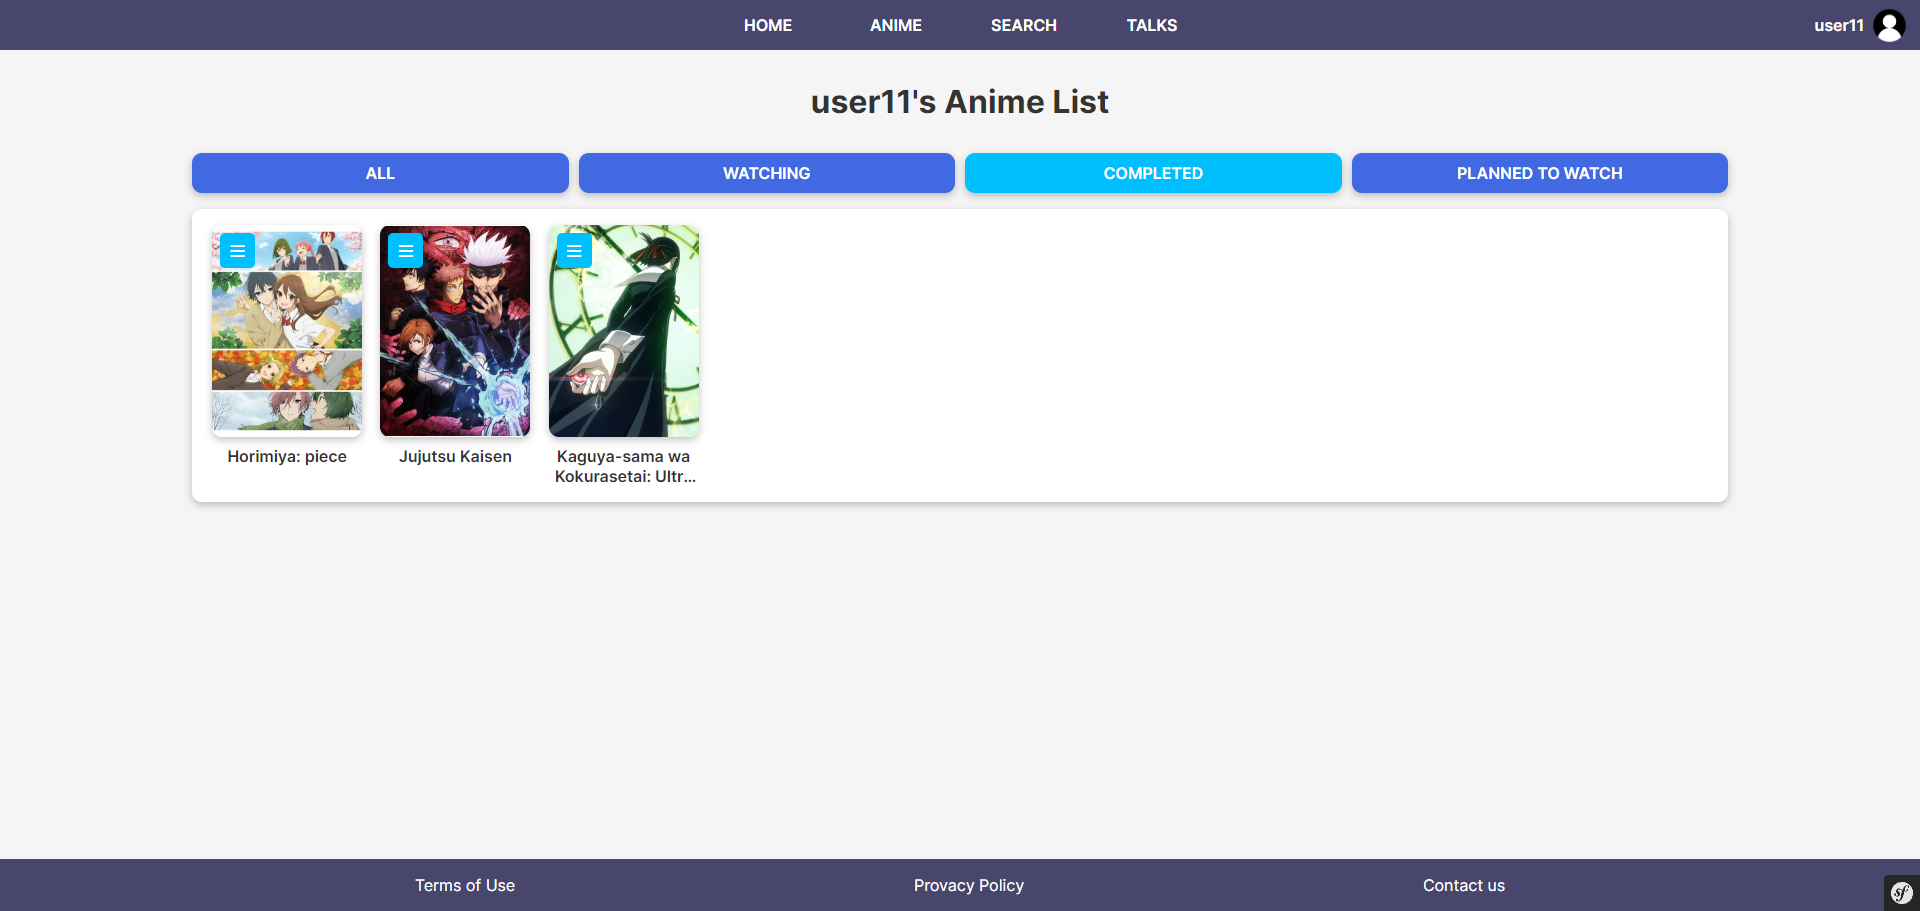 HOME ANIME SEARCH TALKS user11
user11's Anime List
ALL WATCHING COMPLETED PLANNED TO WATCH
Horimiya: piece
Jujutsu Kaisen
Kaguya-sama wa
Kokurasetai: Ultr...
Terms of Use Provacy Policy Contact us
sf